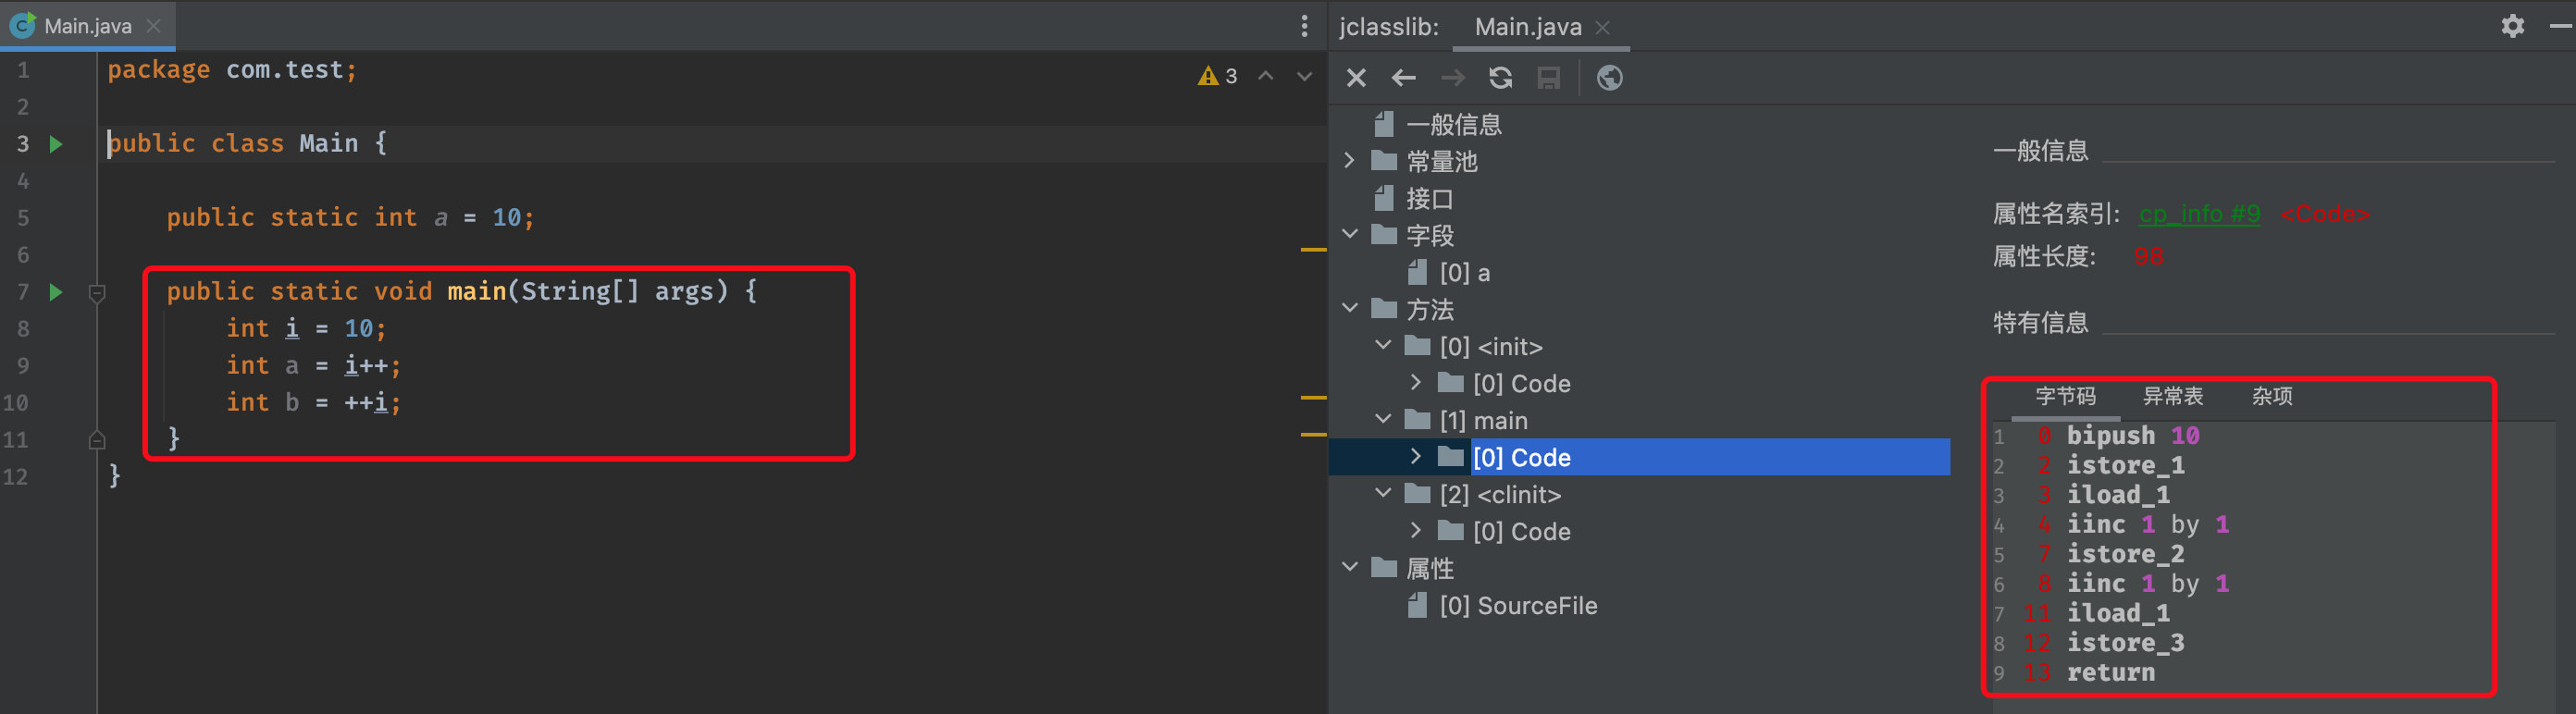 Main.java
1 package com.test;
2
3 public class Main {
4
5 public static int a = 10;
6
7 public static void main(String[] args) {
8 int i = 10;
9 int a = i++;
10 int b = ++i;
11 }
12 }
3
jclasslib: Main.java
一般信息
常量池
接口
字段
[0] a
方法
[0] <init>
[0] Code
[1] main
[0] Code
[2] <clinit>
[0] Code
属性
[0] SourceFile
一般信息
属性名索引: cp_info #9 <Code>
属性长度: 98
特有信息
字节码 异常表 杂项
1 0 bipush 10
2 2 istore_1
3 3 iload_1
4 4 iinc 1 by 1
5 7 istore_2
6 8 iinc 1 by 1
7 11 iload_1
8 12 istore_3
9 13 return